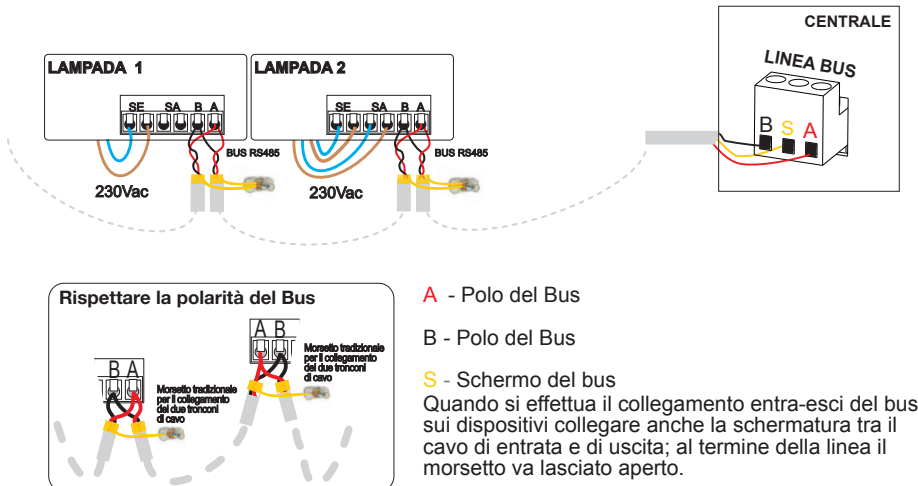 CENTRALE
LINEA BUS
B S A
LAMPADA 1
SE SA B A
BUS RS485
230Vac
LAMPADA 2
SE SA B A
BUS RS485
230Vac
Rispettare la polarità del Bus
B A
Morsetto tradizionale
per il collegamento
dei due tronconi
di cavo
A B
Morsetto tradizionale
per il collegamento
dei due tronconi
di cavo
A - Polo del Bus
B - Polo del Bus
S - Schermo del bus
Quando si effettua il collegamento entra-esci del bus
sui dispositivi collegare anche la schermatura tra il
cavo di entrata e di uscita; al termine della linea il
morsetto va lasciato aperto.